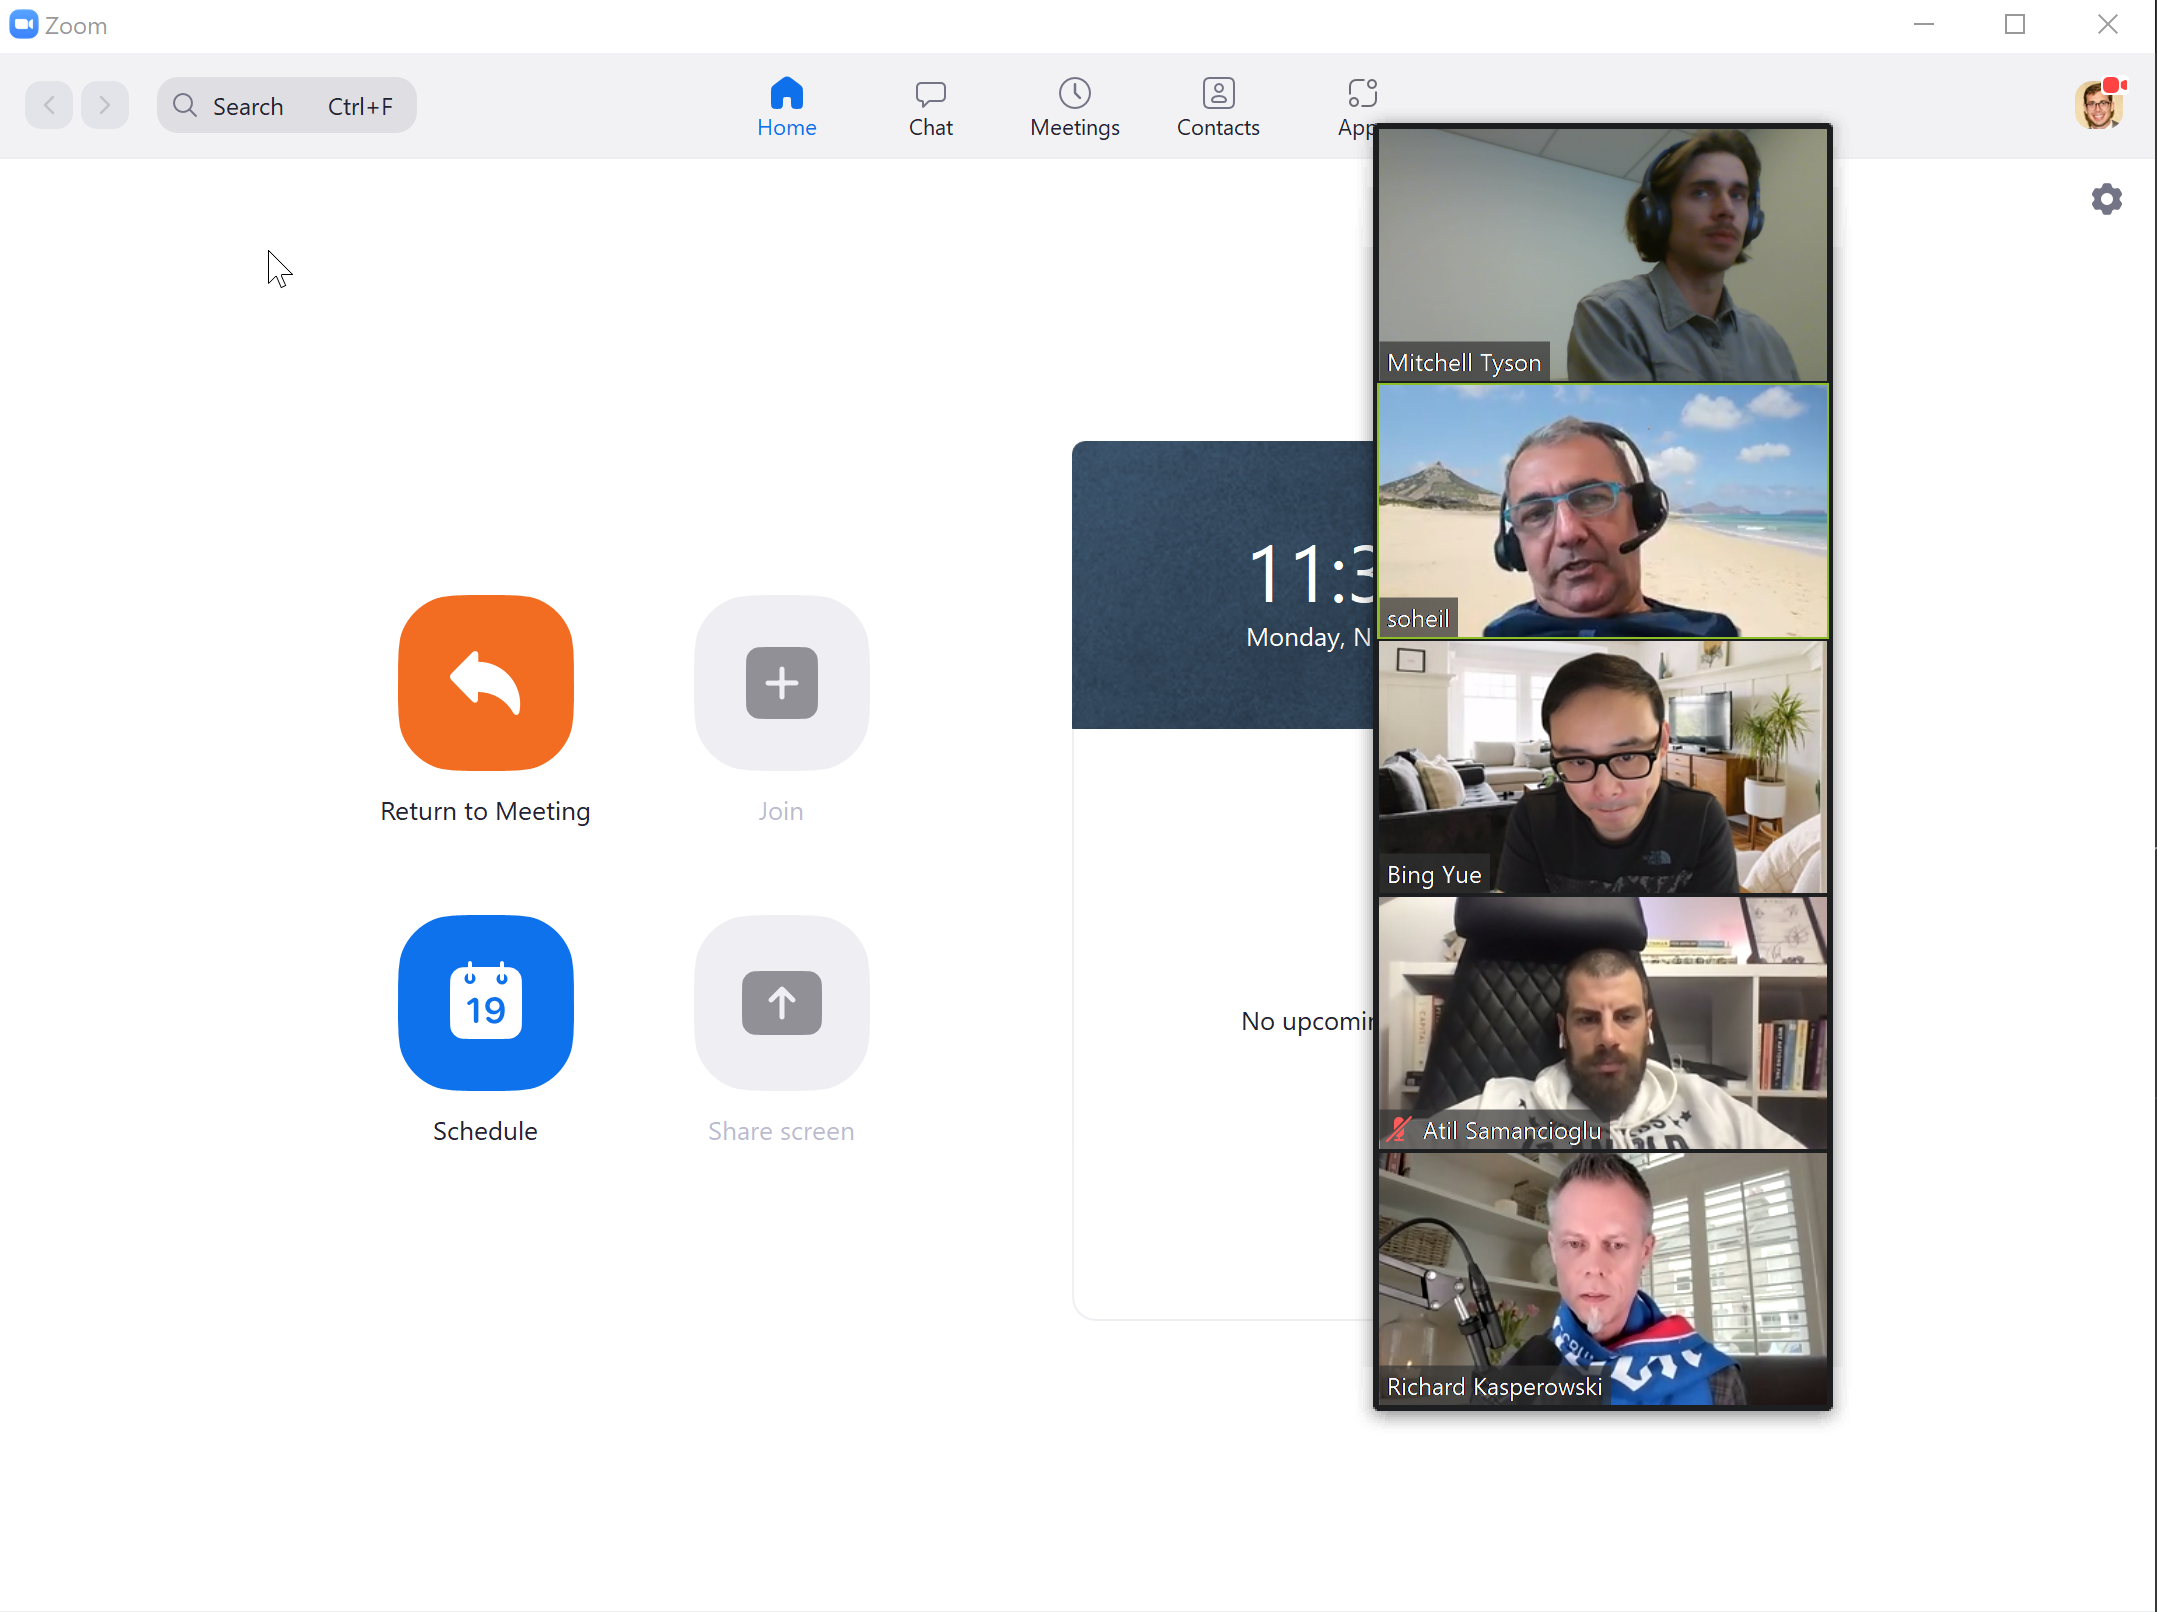 Zoom
Search Ctrl+F
Home
Chat
Meetings
Contacts
App
Mitchell Tyson
soheil
11:3
Monday, N
Return to Meeting
Join
Bing Yue
19
No upcomin
Schedule
Share screen
Atil Samancioglu
Richard Kasperowski